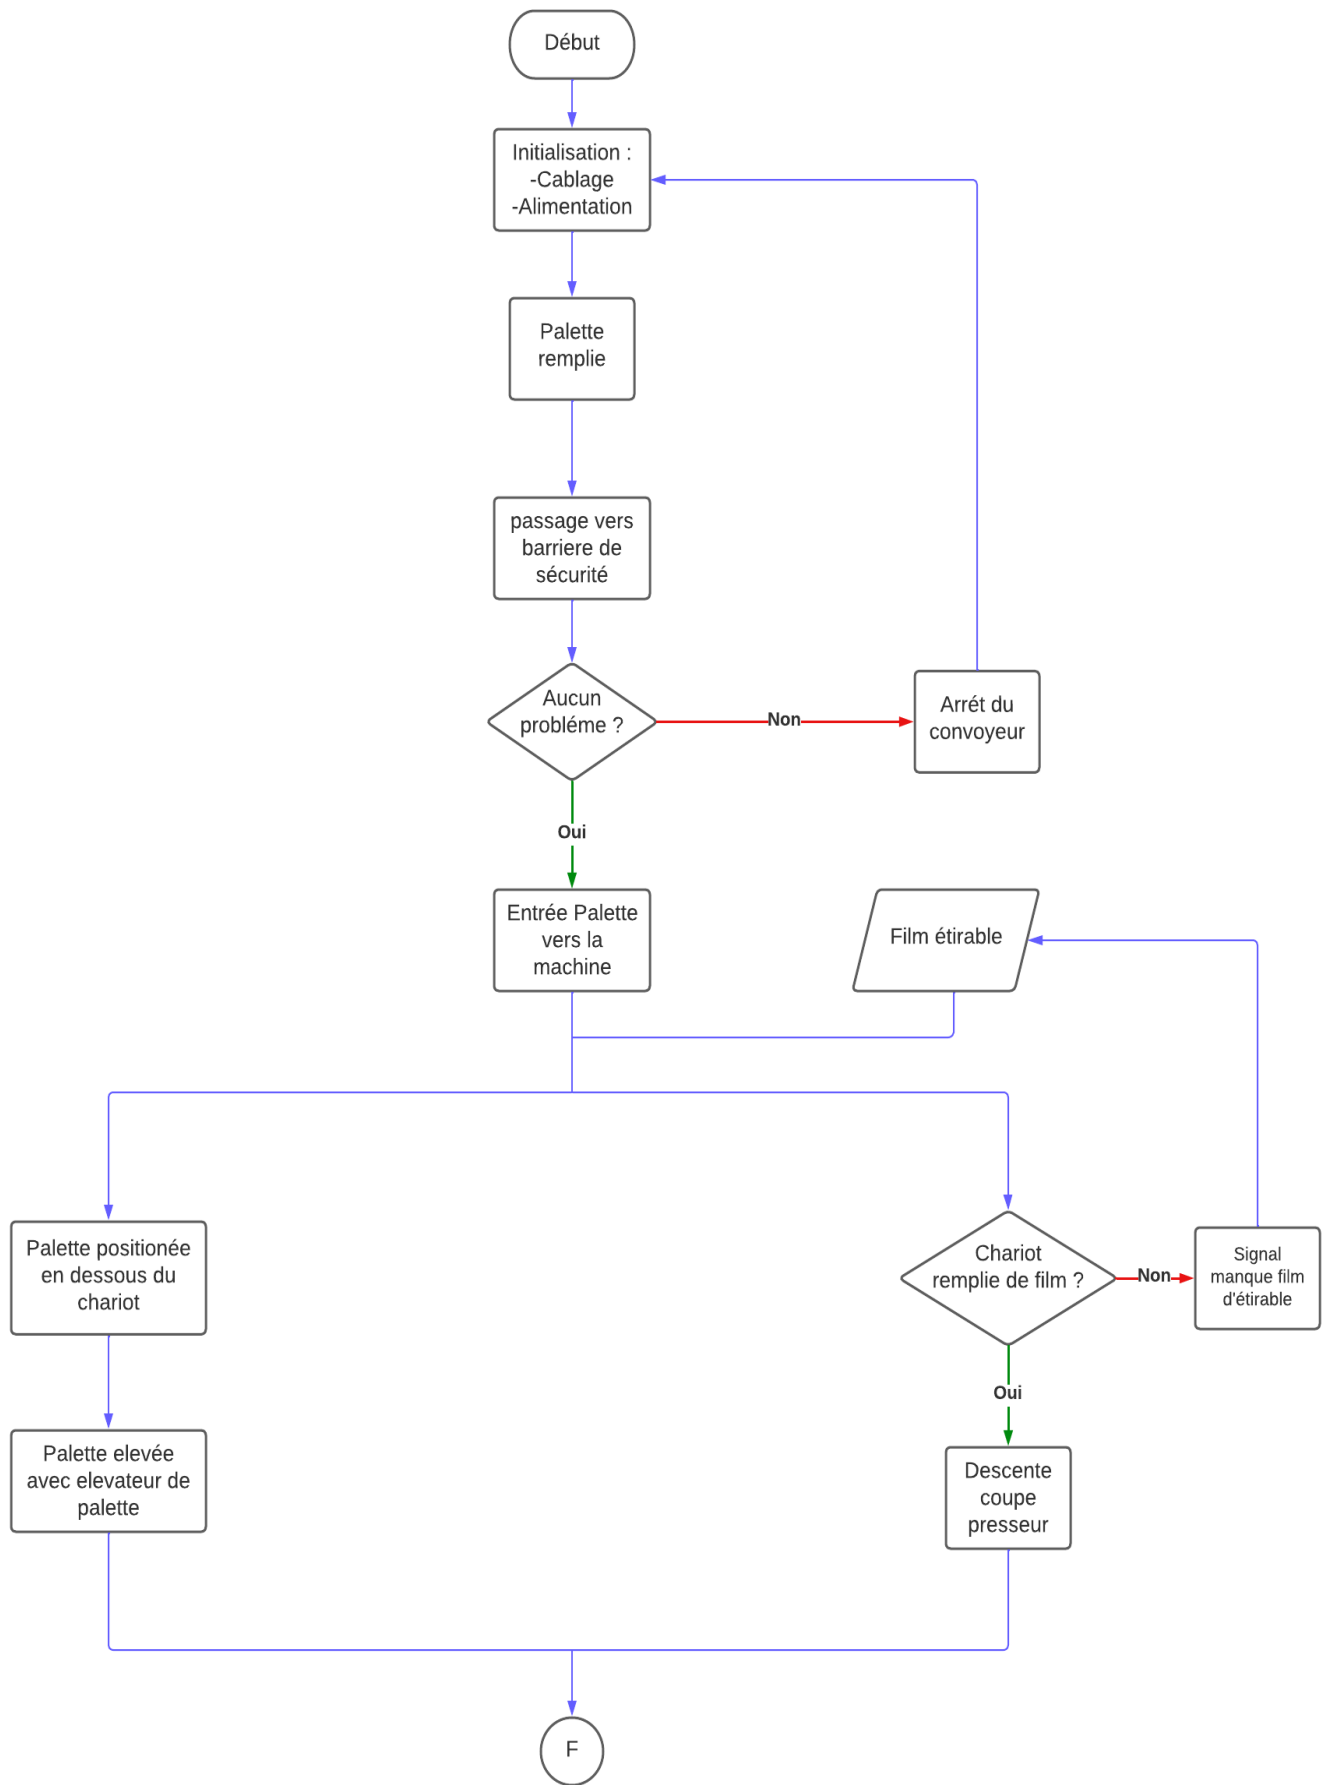 Début
Initialisation :
-Cablage
-Alimentation
Palette
remplie
passage vers
barriere de
sécurité
Aucun
probléme ?
Non
Arrét du
convoyeur
Oui
Entrée Palette
vers la
machine
Film étirable
Palette positionée
en dessous du
chariot
Chariot
remplie de film ?
Non
Signal
manque film
d'étirable
Oui
Palette elevée
avec elevateur de
palette
Descente
coupe
presseur
F